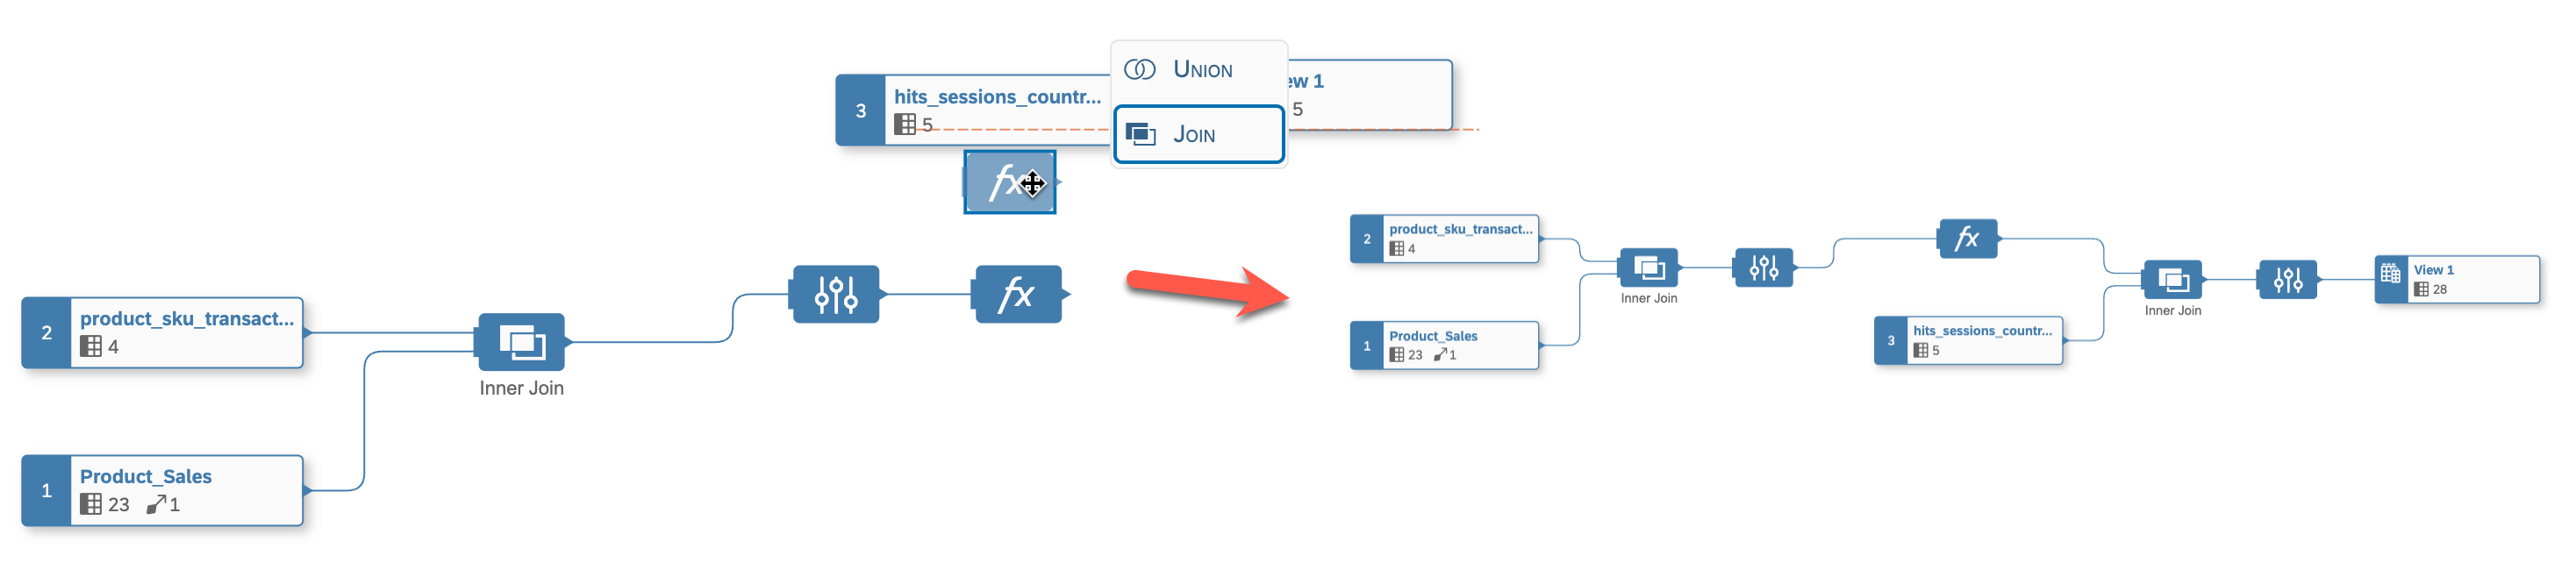 UNION
JOIN
3
hits_sessions_countr...
5
ew 1
5
fx
2
product_sku_transact...
4
Inner Join
fx
1
Product_Sales
23 1
2
product_sku_transact...
4
Inner Join
1
Product_Sales
23 1
fx
3
hits_sessions_countr...
5
Inner Join
View 1
28